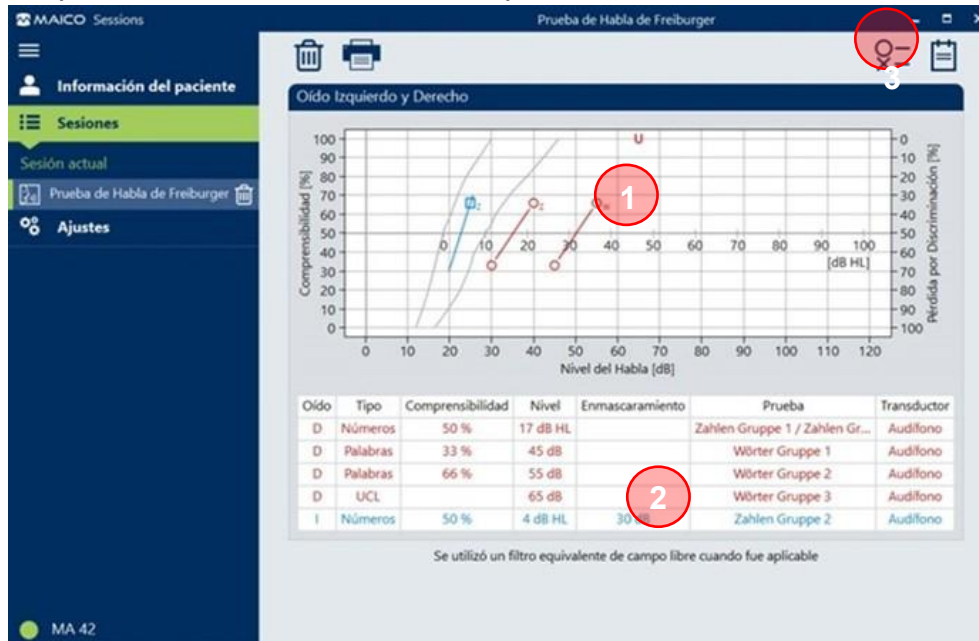 MAICO Sessions
Prueba de Habla de Freiburger
3
Información del paciente
Oído Izquierdo y Derecho
Sesiones
Sesión actual
Prueba de Habla de Freiburger
Ajustes
Comprensibilidad [%]
100
90
80
70
60
50
40
30
20
10
0
U
1
Z
Z
0 10 20 30 40 50 60 70 80 90 100
[dB HL]
0
10
20
30
40
50
60
70
80
90
100
Pérdida por Discriminación [%]
0 10 20 30 40 50 60 70 80 90 100 110 120
Nivel del Habla [dB]
Oído Tipo Comprensibilidad Nivel Enmascaramiento Prueba Transductor
D Números 50 % 17 dB HL Zahlen Gruppe 1 / Zahlen Gr... Audífono
D Palabras 33 % 45 dB Wörter Gruppe 1 Audífono
D Palabras 66 % 55 dB Wörter Gruppe 2 Audífono
D UCL 65 dB Wörter Gruppe 3 Audífono
2
I Números 50 % 4 dB HL 30 dB Zahlen Gruppe 2 Audífono
Se utilizó un filtro equivalente de campo libre cuando fue aplicable
MA 42